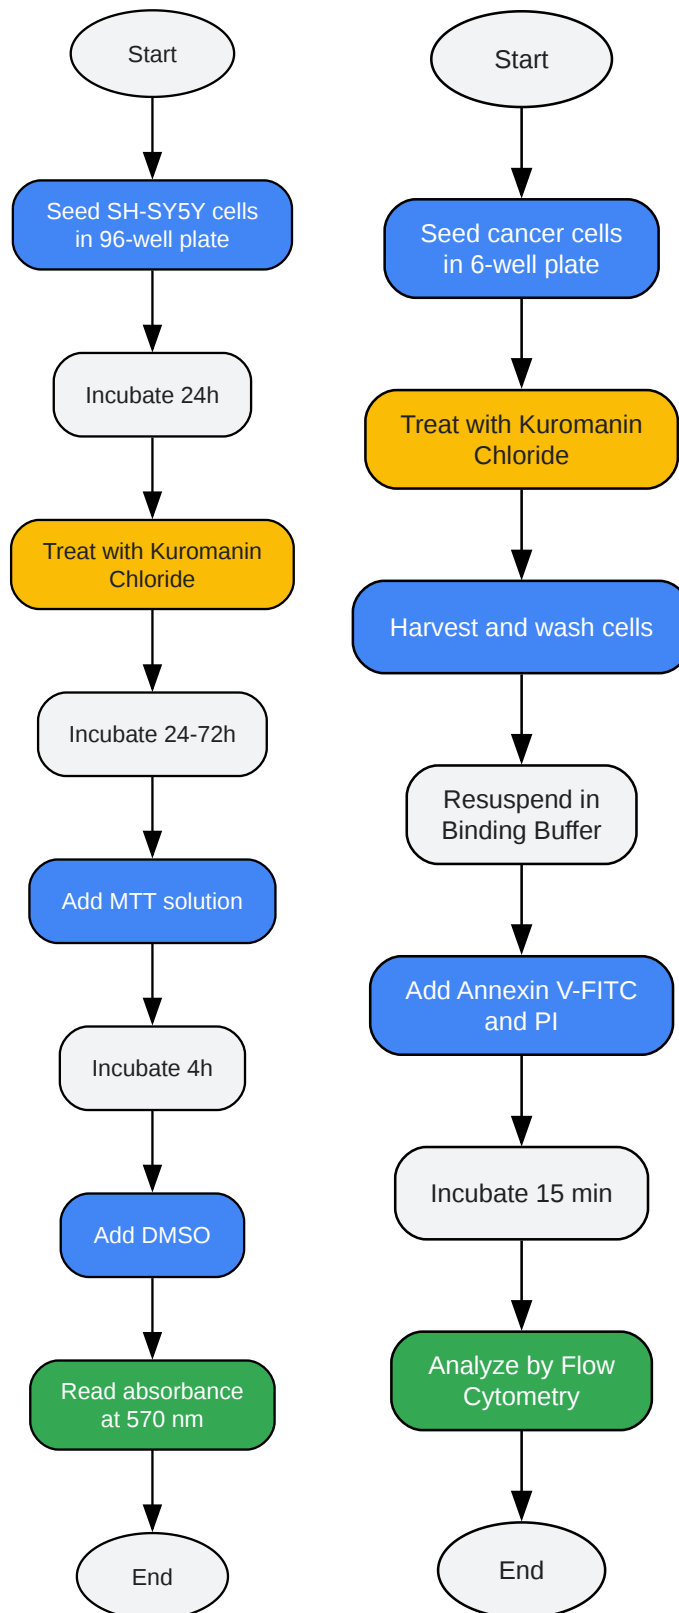 Start
Seed SH-SY5Y cells
in 96-well plate
Incubate 24h
Treat with Kuromanin
Chloride
Incubate 24-72h
Add MTT solution
Incubate 4h
Add DMSO
Read absorbance
at 570 nm
End
Start
Seed cancer cells
in 6-well plate
Treat with Kuromanin
Chloride
Harvest and wash cells
Resuspend in
Binding Buffer
Add Annexin V-FITC
and PI
Incubate 15 min
Analyze by Flow
Cytometry
End